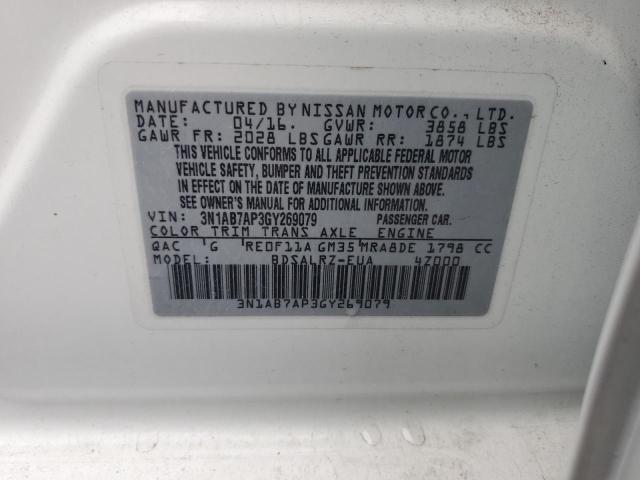 MANUFACTURED BY NISSAN MOTOR CO., LTD.
DATE: 04/16. GVWR: 3858 LBS
GAWR FR: 2028 LBS GAWR RR: 1874 LBS
THIS VEHICLE CONFORMS TO ALL APPLICABLE FEDERAL MOTOR
VEHICLE SAFETY, BUMPER AND THEFT PREVENTION STANDARDS
IN EFFECT ON THE DATE OF MANUFACTURE SHOWN ABOVE.
SEE OWNER'S MANUAL FOR ADDITIONAL INFORMATION.
VIN: 3N1AB7AP3GY269079 PASSENGER CAR.
COLOR TRIM TRANS AXLE ENGINE
QAC G RE0F11A GM35 MRA8DE 1798 CC
MODEL: BDSALRZ-EUA 4Z000
3N1AB7AP3GY269079